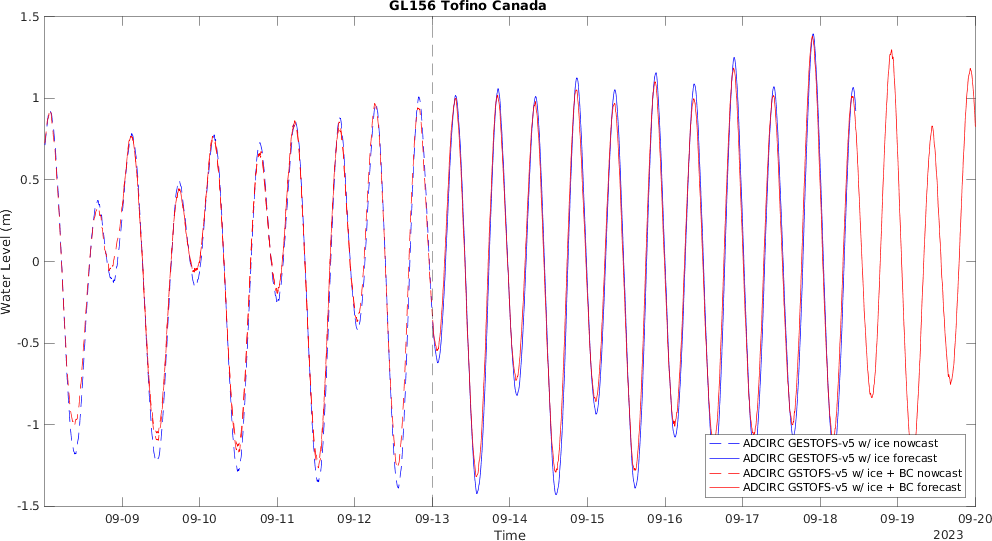 GL156 Tofino Canada
1.5
1
0.5
0
-0.5
-1
-1.5
Water Level (m)
09-09 09-10 09-11 09-12 09-13 09-14 09-15 09-16 09-17 09-18 09-19 09-20
Time
2023
ADCIRC GESTOFS-v5 w/ ice nowcast
ADCIRC GESTOFS-v5 w/ ice forecast
ADCIRC GSTOFS-v5 w/ ice + BC nowcast
ADCIRC GSTOFS-v5 w/ ice + BC forecast